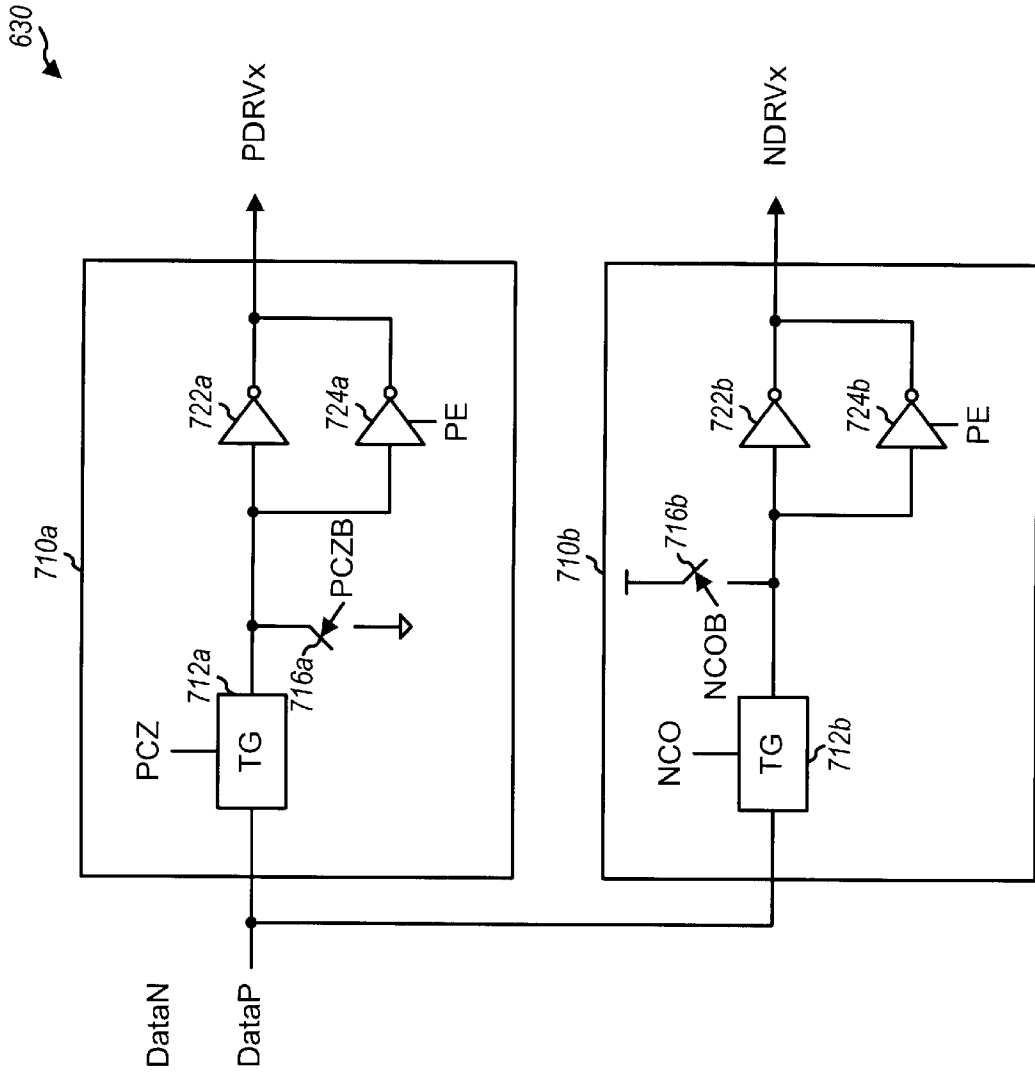 630
DataN
DataP
710a
PCZ
TG
712a
716a
PCZB
722a
724a
PE
PDRVx
710b
NCO
TG
712b
NCOB
716b
722b
724b
PE
NDRVx